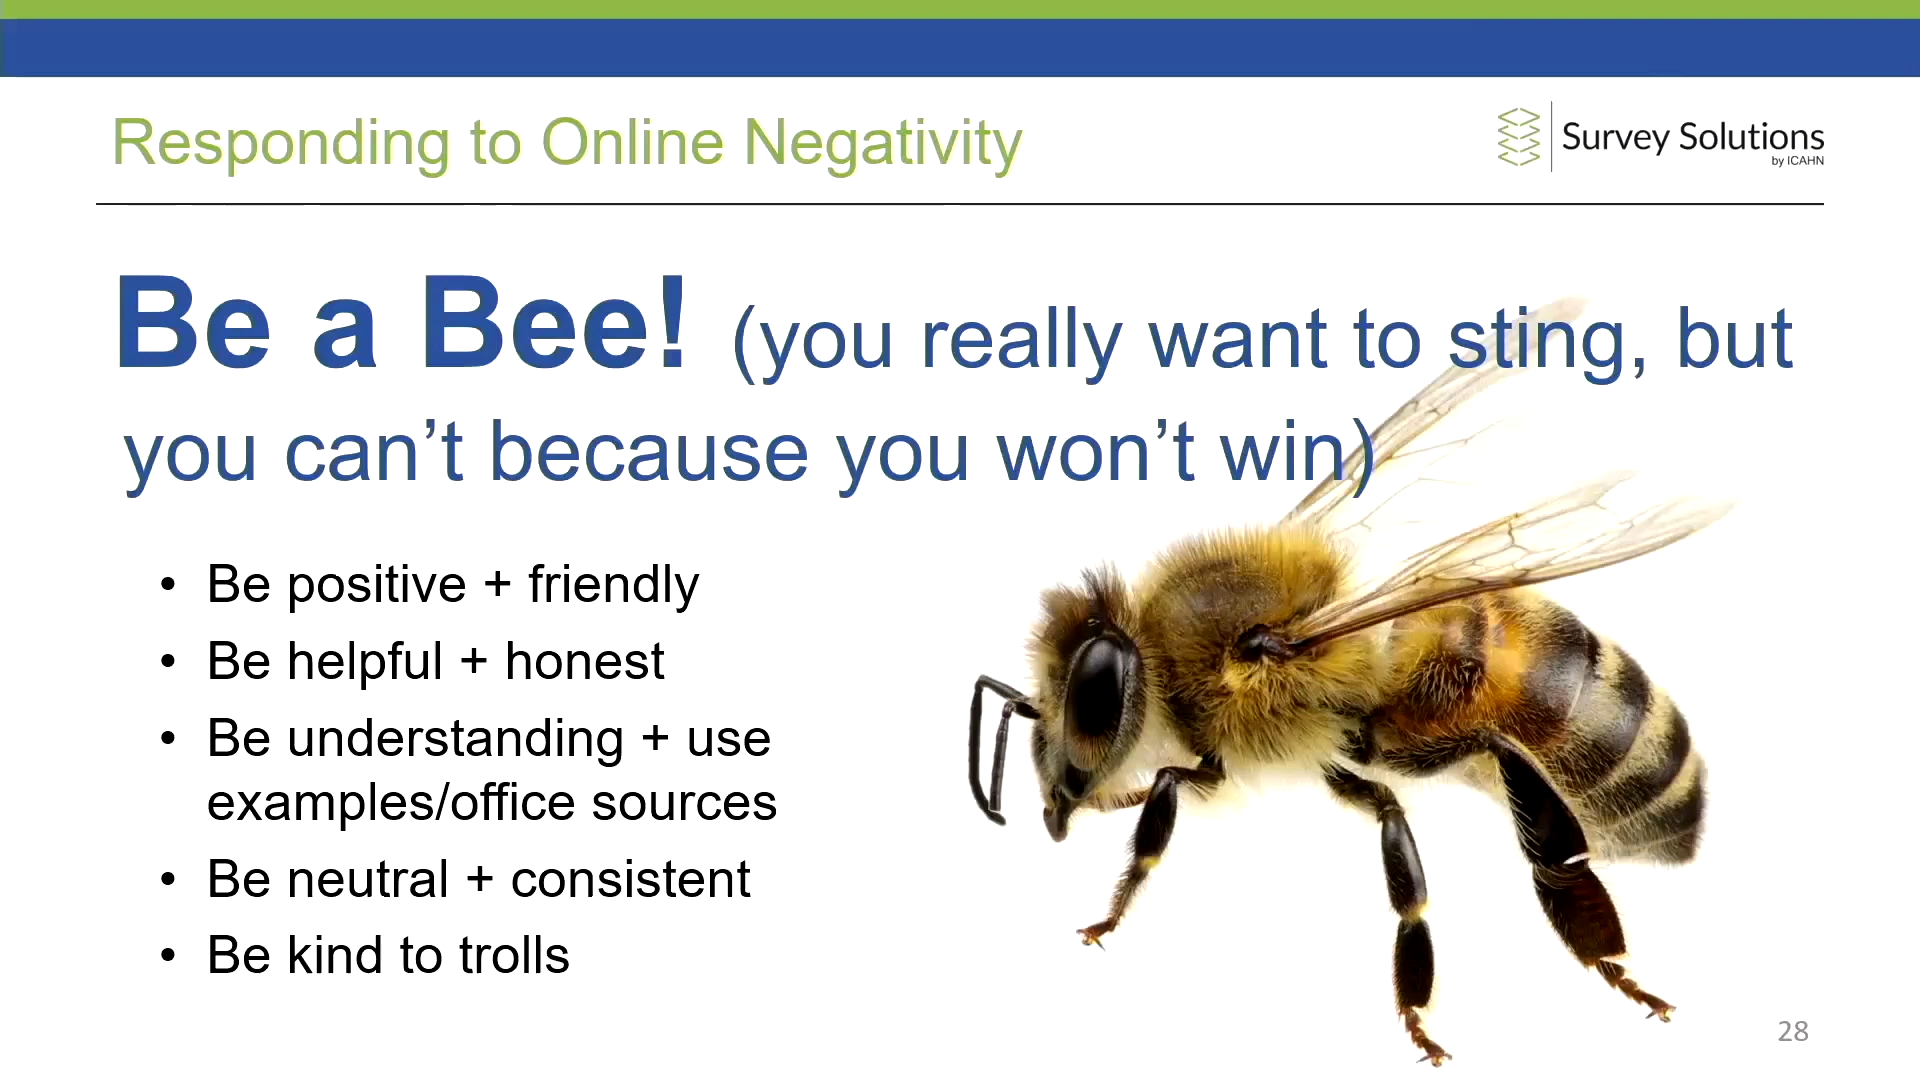 Responding to Online Negativity
Survey Solutions
by ICAHN
Be a Bee! (you really want to sting, but
you can’t because you won’t win)
• Be positive + friendly
• Be helpful + honest
• Be understanding + use
examples/office sources
• Be neutral + consistent
• Be kind to trolls
28